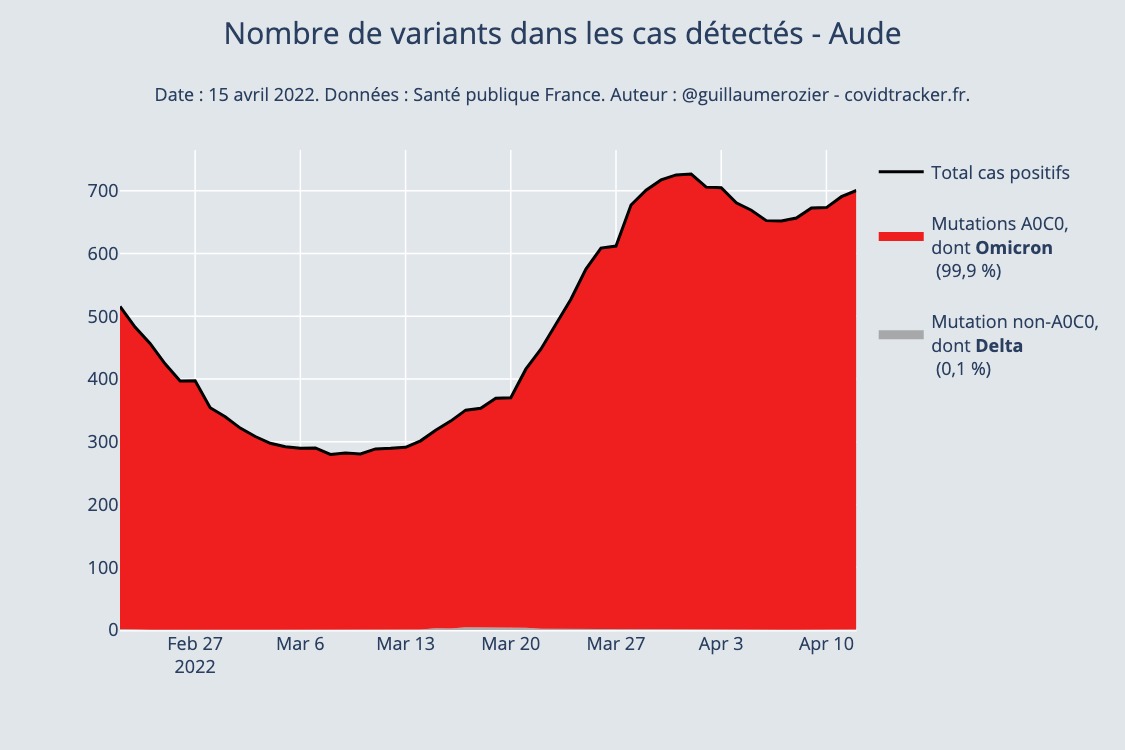 Nombre de variants dans les cas détectés - Aude
Date : 15 avril 2022. Données : Santé publique France. Auteur : @guillaumerozier - covidtracker.fr.
Total cas positifs
Mutations A0C0,
dont Omicron
(99,9 %)
Mutation non-A0C0,
dont Delta
(0,1 %)
700
600
500
400
300
200
100
0
Feb 27
2022
Mar 6
Mar 13
Mar 20
Mar 27
Apr 3
Apr 10